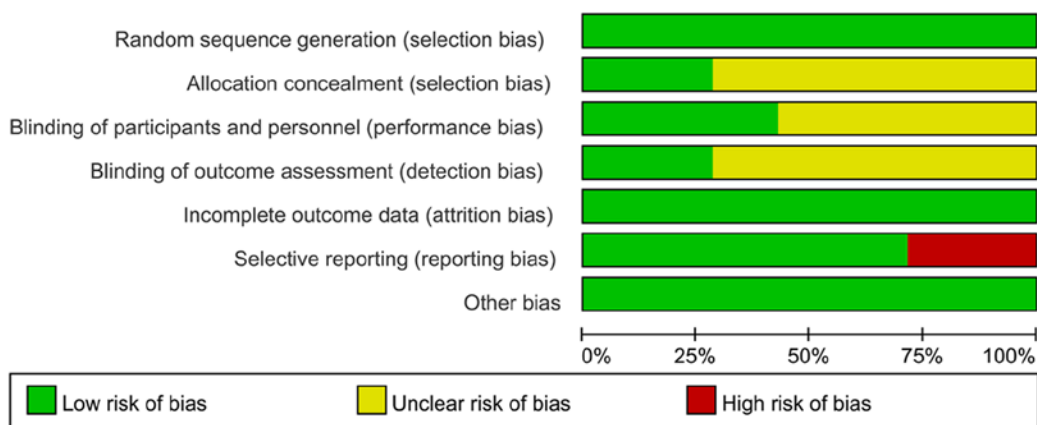 Random sequence generation (selection bias)
Allocation concealment (selection bias)
Blinding of participants and personnel (performance bias)
Blinding of outcome assessment (detection bias)
Incomplete outcome data (attrition bias)
Selective reporting (reporting bias)
Other bias
0% 25% 50% 75% 100%
Low risk of bias Unclear risk of bias High risk of bias